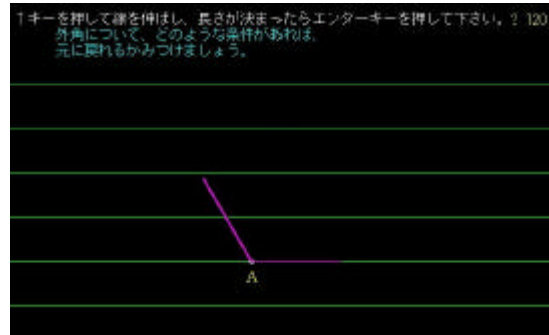 ↑キーを押して線を伸ばし、長さが決まったらエンターキーを押して下さい。? 120
外角について、どのような条件があれば、
元に戻れるかみつけましょう。
A